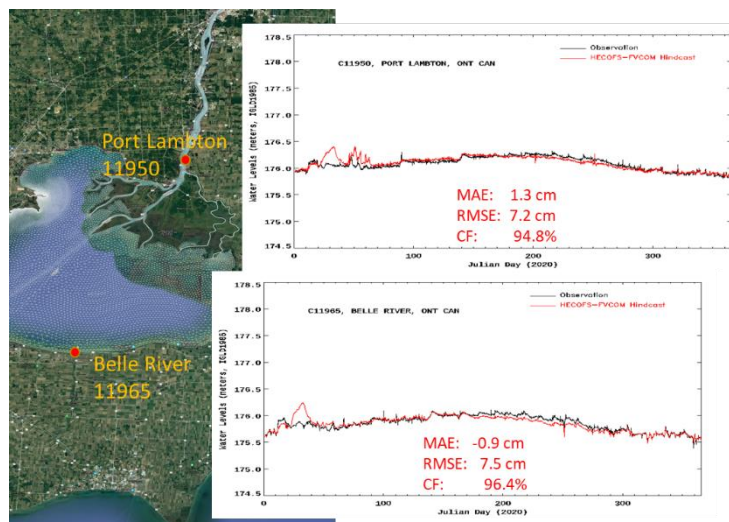 Port Lambton
11950
Belle River
11965
178.5
178.0
177.5
177.0
176.5
176.0
175.5
175.0
174.5
Water Levels (meters, IGLD1985)
C11950, PORT LAMBTON, ONT CAN
Observation
HECOFS-FVCOM Hindcast
MAE: 1.3 cm
RMSE: 7.2 cm
CF: 94.8%
0 100 200 300
Julian Day (2020)
178.5
178.0
177.5
177.0
176.5
176.0
175.5
175.0
174.5
Water Levels (meters, IGLD1985)
C11965, BELLE RIVER, ONT CAN
Observation
HECOFS-FVCOM Hindcast
MAE: -0.9 cm
RMSE: 7.5 cm
CF: 96.4%
0 100 200 300
Julian Day (2020)